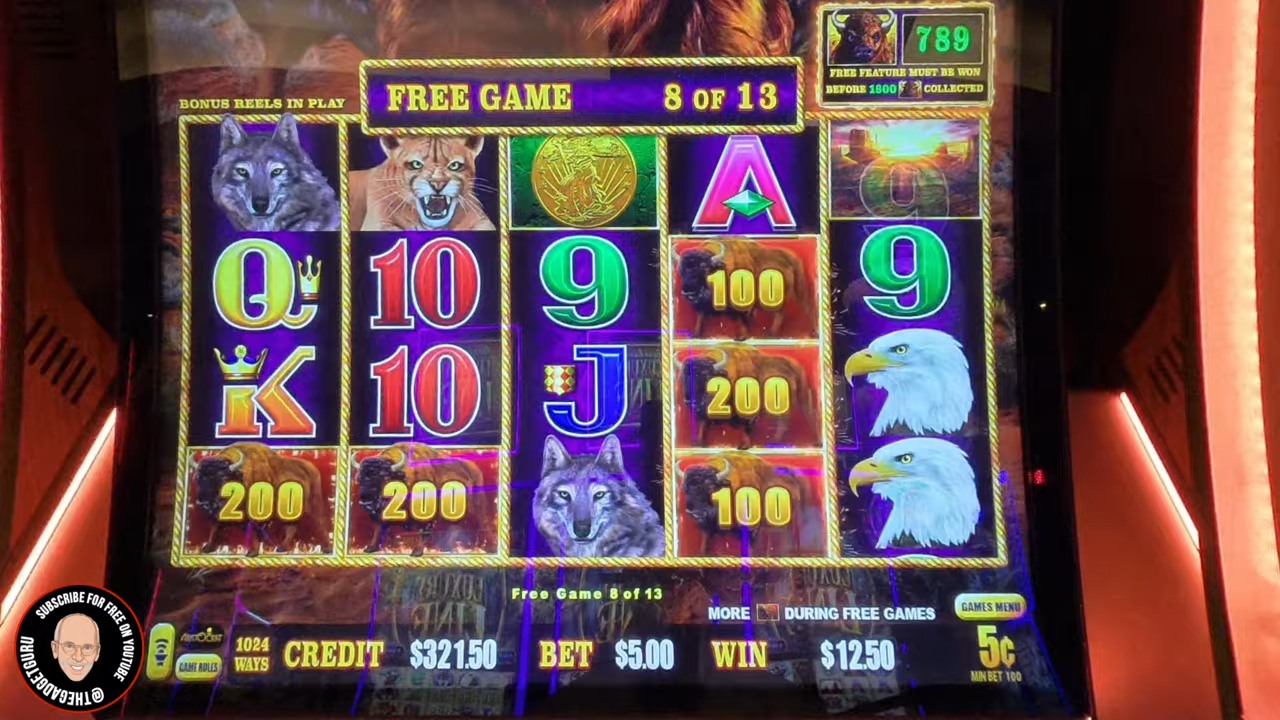 789
FREE FEATURE MUST BE WON
BEFORE 1800 COLLECTED
BONUS REELS IN PLAY
FREE GAME 8 OF 13
A
Q
Q 10 9 100 9
K 10 J 200
200 200 100
Free Game 8 of 13
MORE DURING FREE GAMES
GAMES MENU
ARISTOCRAT
GAME RULES
1024 WAYS
CREDIT $321.50 BET $5.00 WIN $12.50
5¢
MIN BET 100
SUBSCRIBE FOR FREE ON YOUTUBE
@THEGADGETGURU